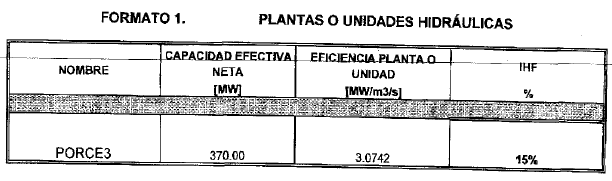 FORMATO 1. PLANTAS O UNIDADES HIDRÁULICAS
NOMBRE CAPACIDAD EFECTIVA NETA [MW] EFICIENCIA PLANTA O UNIDAD [MW/m3/s] IHF %
PORCE3 370.00 3.0742 15%